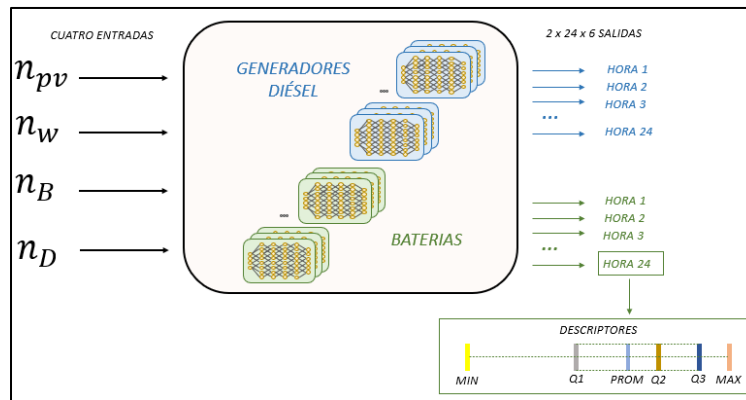 CUATRO ENTRADAS
n_pv
n_w
n_B
n_D
GENERADORES
DIÉSEL
BATERIAS
2 x 24 x 6 SALIDAS
HORA 1
HORA 2
HORA 3
...
HORA 24
HORA 1
HORA 2
HORA 3
...
HORA 24
DESCRIPTORES
MIN Q1 PROM Q2 Q3 MAX